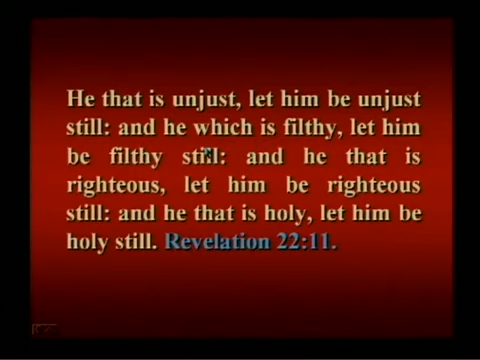 He that is unjust, let him be unjust
still: and he which is filthy, let him
be filthy still: and he that is
righteous, let him be righteous
still: and he that is holy, let him be
holy still. Revelation 22:11.